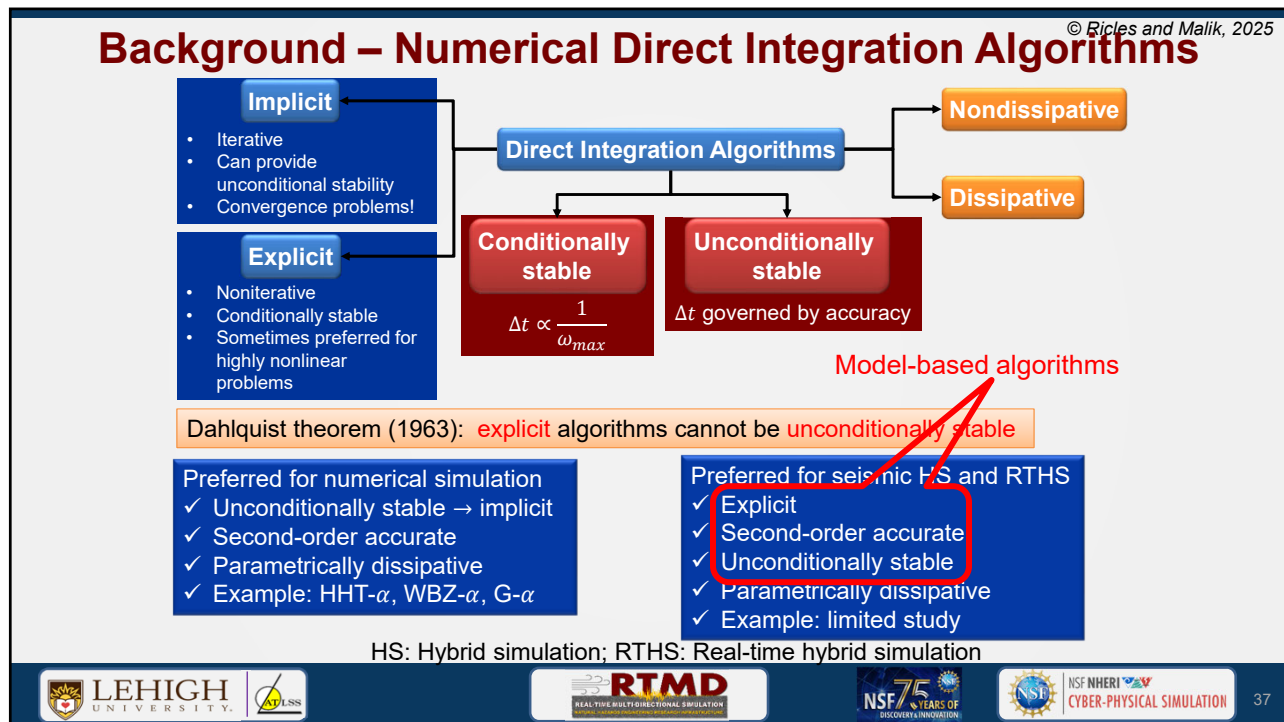 © Ricles and Malik, 2025
Background – Numerical Direct Integration Algorithms
Implicit
• Iterative
• Can provide
unconditional stability
• Convergence problems!
Explicit
• Noniterative
• Conditionally stable
• Sometimes preferred for
highly nonlinear
problems
Direct Integration Algorithms
Conditionally
stable
Δt ∝ 1/ω_max
Unconditionally
stable
Δt governed by accuracy
Nondissipative
Dissipative
Model-based algorithms
Dahlquist theorem (1963): explicit algorithms cannot be unconditionally stable
Preferred for numerical simulation
✓ Unconditionally stable → implicit
✓ Second-order accurate
✓ Parametrically dissipative
✓ Example: HHT-α, WBZ-α, G-α
Preferred for seismic HS and RTHS
✓ Explicit
✓ Second-order accurate
✓ Unconditionally stable
✓ Parametrically dissipative
✓ Example: limited study
HS: Hybrid simulation; RTHS: Real-time hybrid simulation
LEHIGH
UNIVERSITY.
ATLSS
RTMD
REAL-TIME MULTI-DIRECTIONAL SIMULATION
NSF 75 YEARS OF
DISCOVERY & INNOVATION
NSF
NSF NHERI
CYBER-PHYSICAL SIMULATION
37